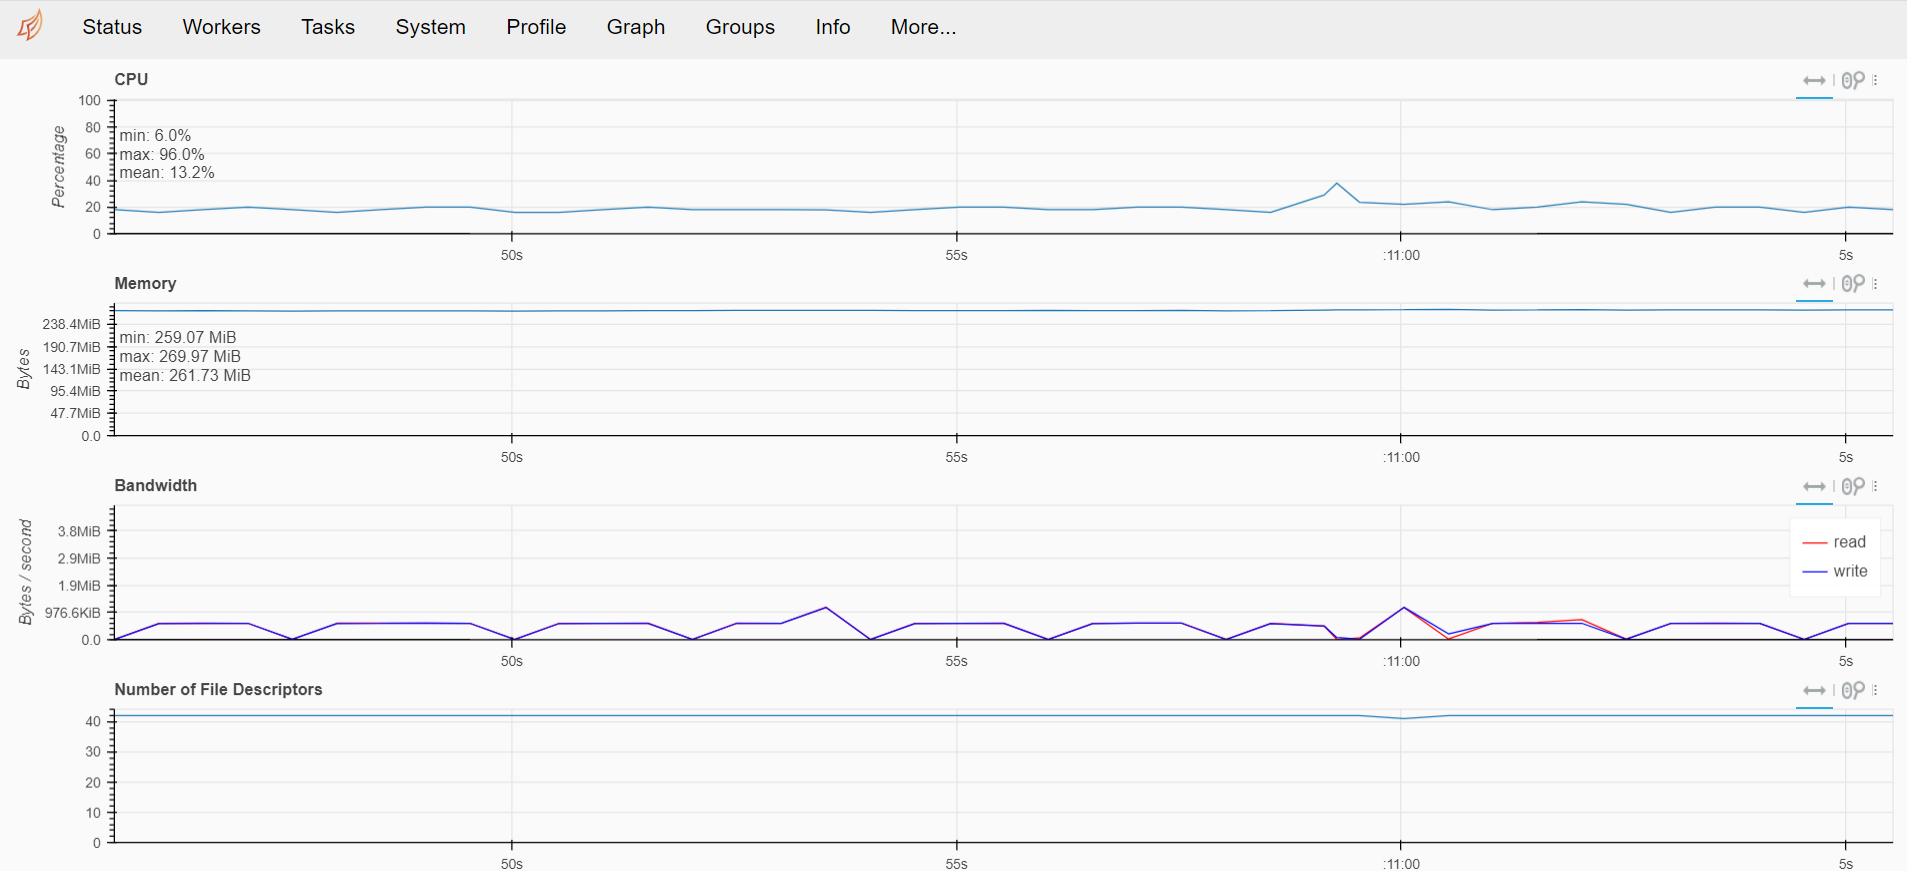 Status Workers Tasks System Profile Graph Groups Info More...
CPU
Percentage
100
80
60
40
20
0
min: 6.0%
max: 96.0%
mean: 13.2%
50s 55s :11:00 5s
Memory
Bytes
238.4MiB
190.7MiB
143.1MiB
95.4MiB
47.7MiB
0.0
min: 259.07 MiB
max: 269.97 MiB
mean: 261.73 MiB
50s 55s :11:00 5s
Bandwidth
Bytes / second
3.8MiB
2.9MiB
1.9MiB
976.6KiB
0.0
read
write
50s 55s :11:00 5s
Number of File Descriptors
40
30
20
10
0
50s 55s :11:00 5s